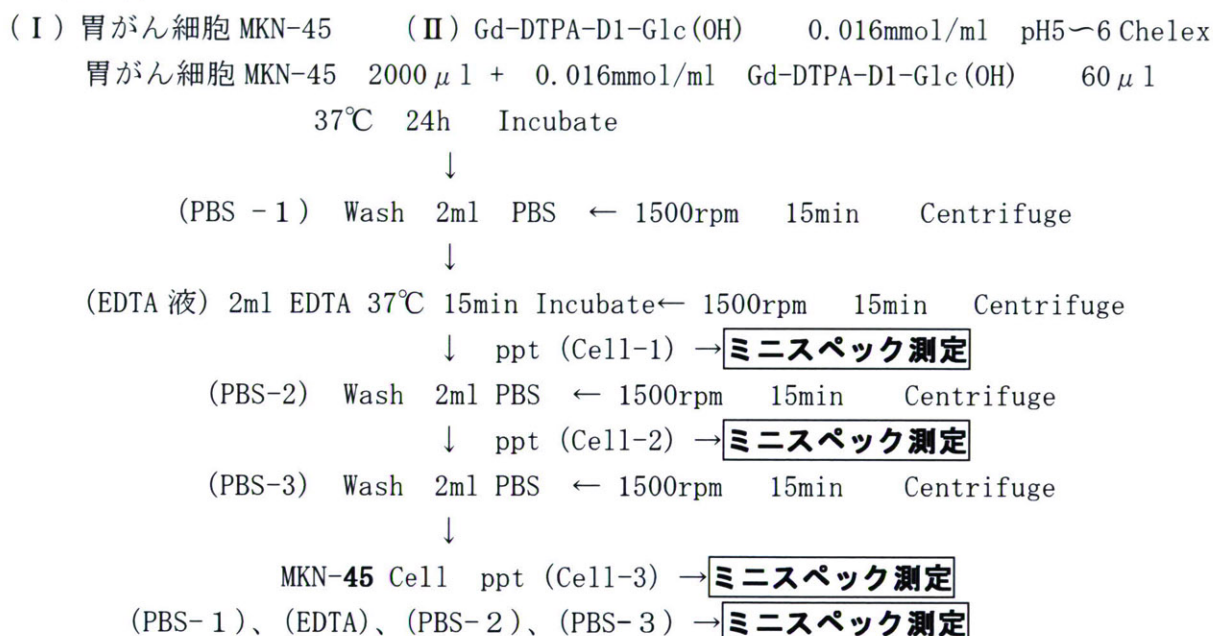 (Ⅰ) 胃がん細胞 MKN-45 (Ⅱ) Gd-DTPA-D1-Glc(OH) 0.016mmol/ml pH5〜6 Chelex
胃がん細胞 MKN-45 2000μl + 0.016mmol/ml Gd-DTPA-D1-Glc(OH) 60μl
37℃ 24h Incubate
↓
(PBS -1) Wash 2ml PBS ← 1500rpm 15min Centrifuge
↓
(EDTA 液) 2ml EDTA 37℃ 15min Incubate← 1500rpm 15min Centrifuge
↓ ppt (Cell-1) →ミニスペック測定
(PBS-2) Wash 2ml PBS ← 1500rpm 15min Centrifuge
↓ ppt (Cell-2) →ミニスペック測定
(PBS-3) Wash 2ml PBS ← 1500rpm 15min Centrifuge
↓
MKN-45 Cell ppt (Cell-3) →ミニスペック測定
(PBS-1)、(EDTA)、(PBS-2)、(PBS-3) →ミニスペック測定